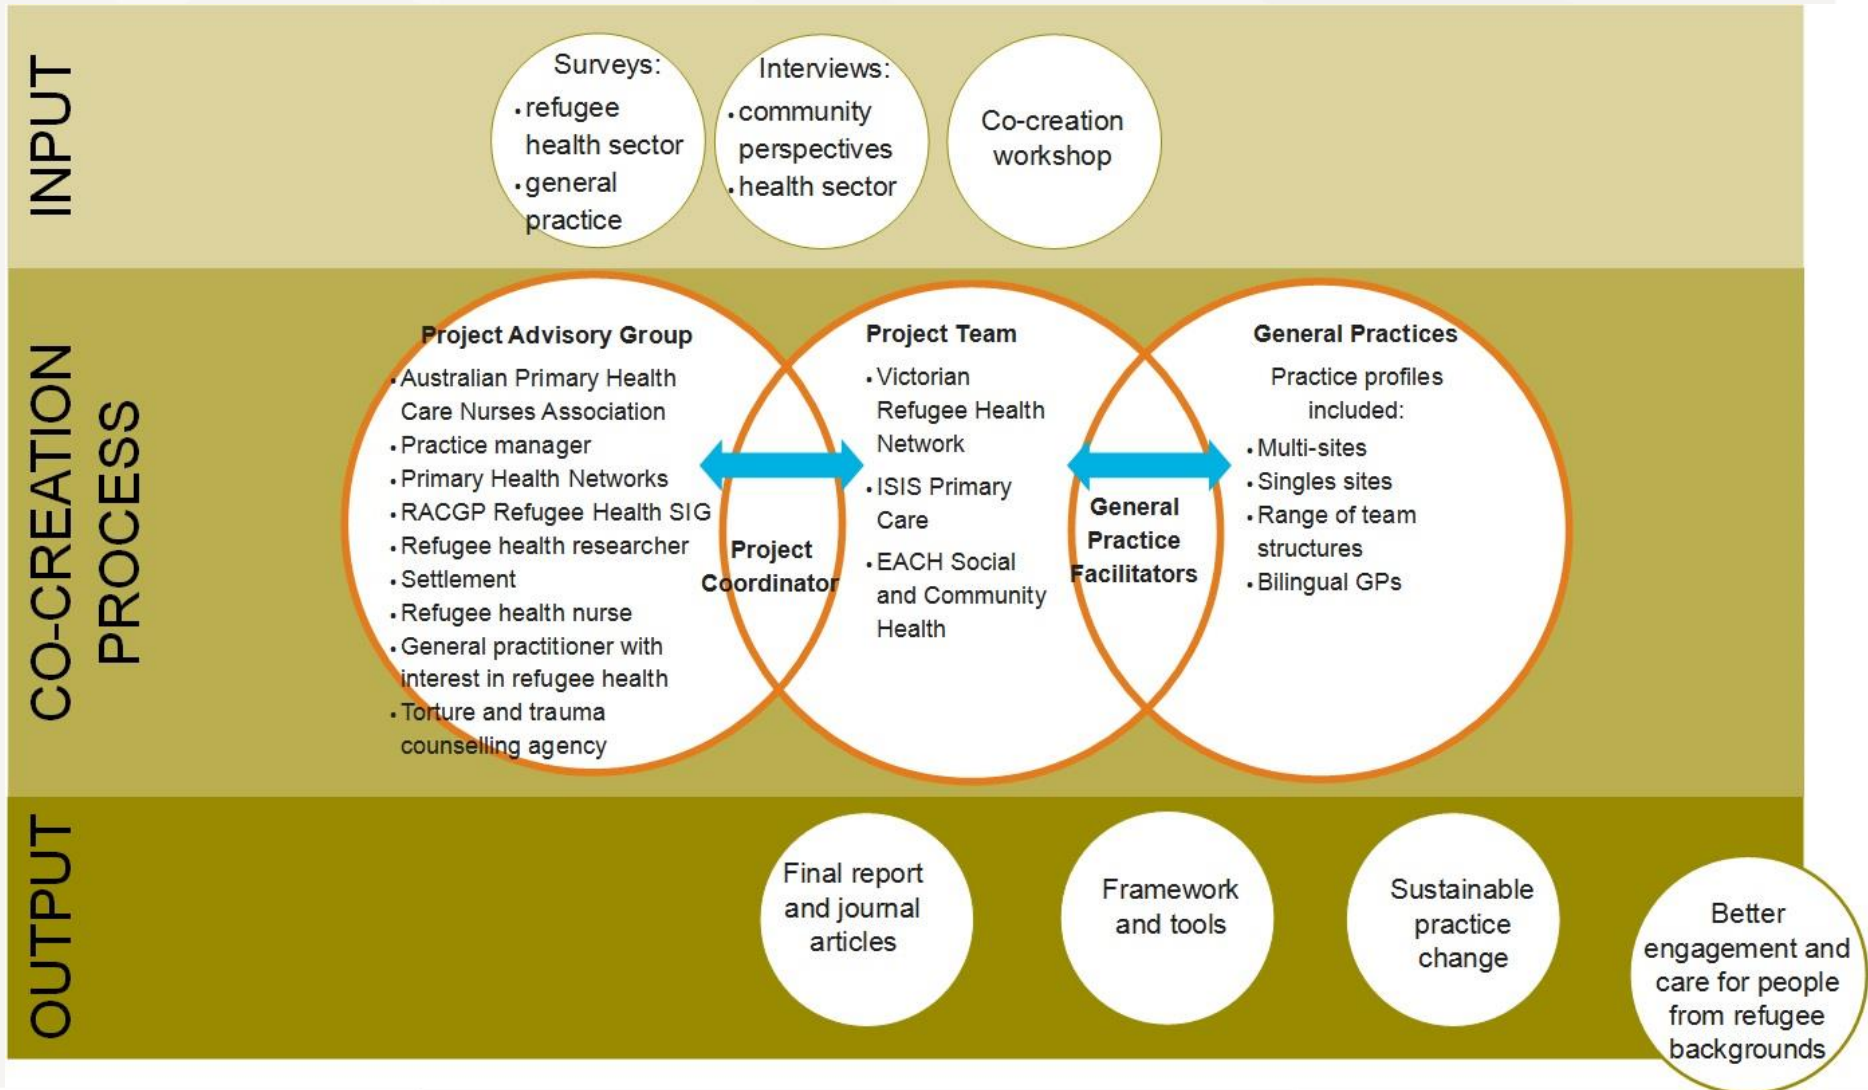 INPUT
Surveys:
• refugee
health sector
• general
practice
Interviews:
• community
perspectives
• health sector
Co-creation
workshop
CO-CREATION
PROCESS
Project Advisory Group
• Australian Primary Health
Care Nurses Association
• Practice manager
• Primary Health Networks
• RACGP Refugee Health SIG
• Refugee health researcher
• Settlement
• Refugee health nurse
• General practitioner with
interest in refugee health
• Torture and trauma
counselling agency
Project
Coordinator
Project Team
• Victorian
Refugee Health
Network
• ISIS Primary
Care
• EACH Social
and Community
Health
General
Practice
Facilitators
General Practices
Practice profiles
included:
• Multi-sites
• Singles sites
• Range of team
structures
• Bilingual GPs
OUTPUT
Final report
and journal
articles
Framework
and tools
Sustainable
practice
change
Better
engagement and
care for people
from refugee
backgrounds